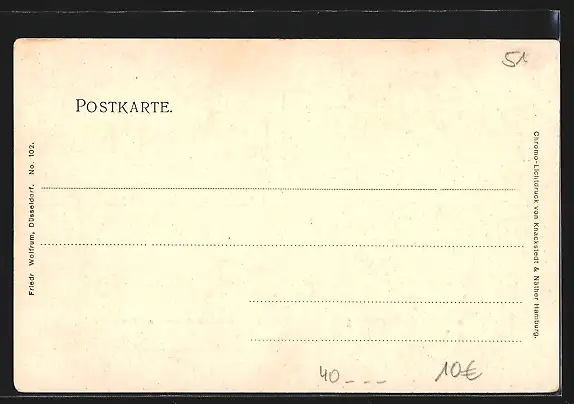 51
POSTKARTE.
Friedr Wolfrum, Düsseldorf. No. 102.
Chromo-Lichtdruck von Knackstedt & Näther Hamburg.
40 - - -
10€